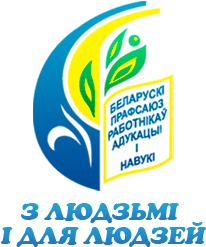 БЕЛАРУСКІ
ПРАФСАЮЗ
РАБОТНІКАЎ
АДУКАЦЫІ
І
НАВУКІ
З ЛЮДЗЬМІ
І ДЛЯ ЛЮДЗЕЙ